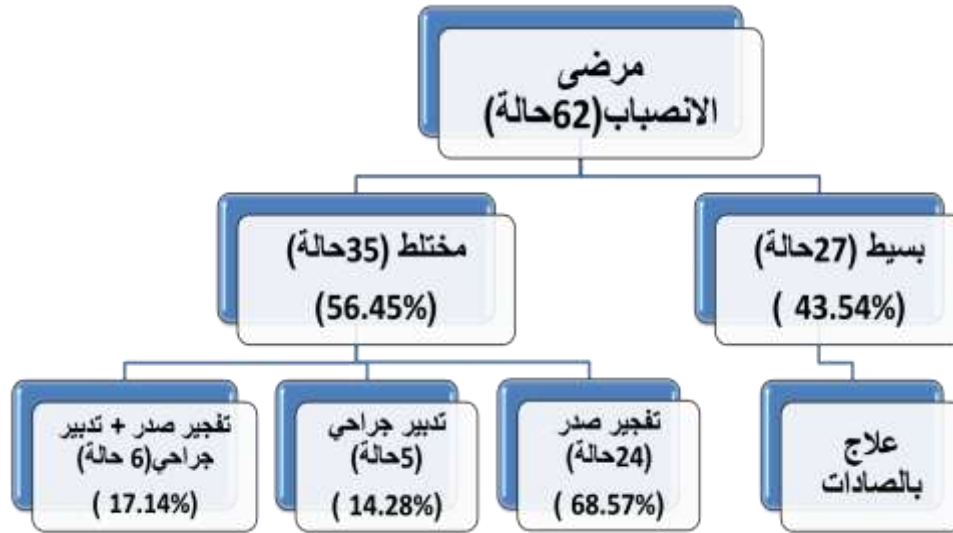 مرضى
الانصباب(62حالة)
بسيط (27حالة)
( 43.54%)
مختلط (35حالة)
(56.45%)
علاج
بالصادات
تفجير صدر
(24حالة)
( 68.57%)
تدبير جراحي
(5حالة)
( 14.28%)
تفجير صدر + تدبير
جراحي(6 حالة)
( 17.14%)